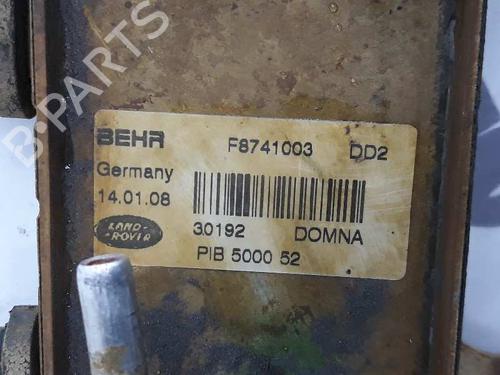 B-PARTS
BEHR F8741003 DD2
Germany
14.01.08
LAND-
ROVER
30192 DOMNA
PIB 5000 52